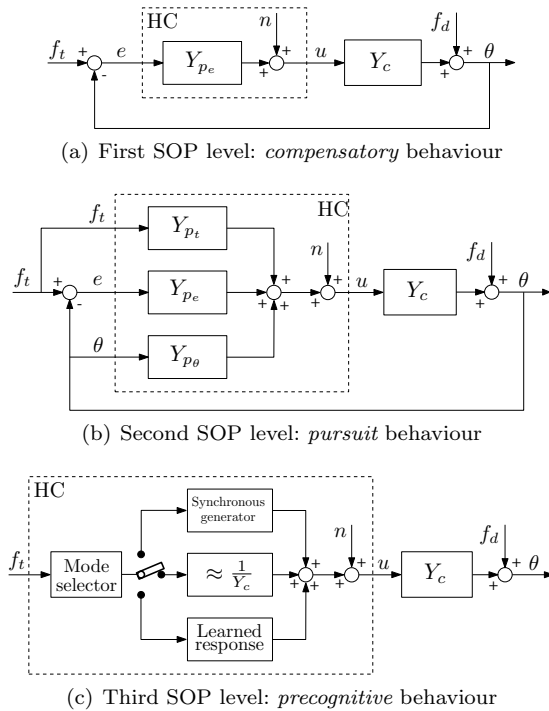 HC
n
f_d
f_t + e Y_{p_e} + + u Y_c + + θ
-
(a) First SOP level: compensatory behaviour
HC
f_t Y_{p_t}
n
f_d
f_t + e Y_{p_e} + + + + + u Y_c + + θ
-
θ Y_{p_θ}
(b) Second SOP level: pursuit behaviour
HC
Synchronous
generator
n
f_d
f_t Mode
selector
≈ 1/Y_c + + + + + u Y_c + + θ
Learned
response
(c) Third SOP level: precognitive behaviour